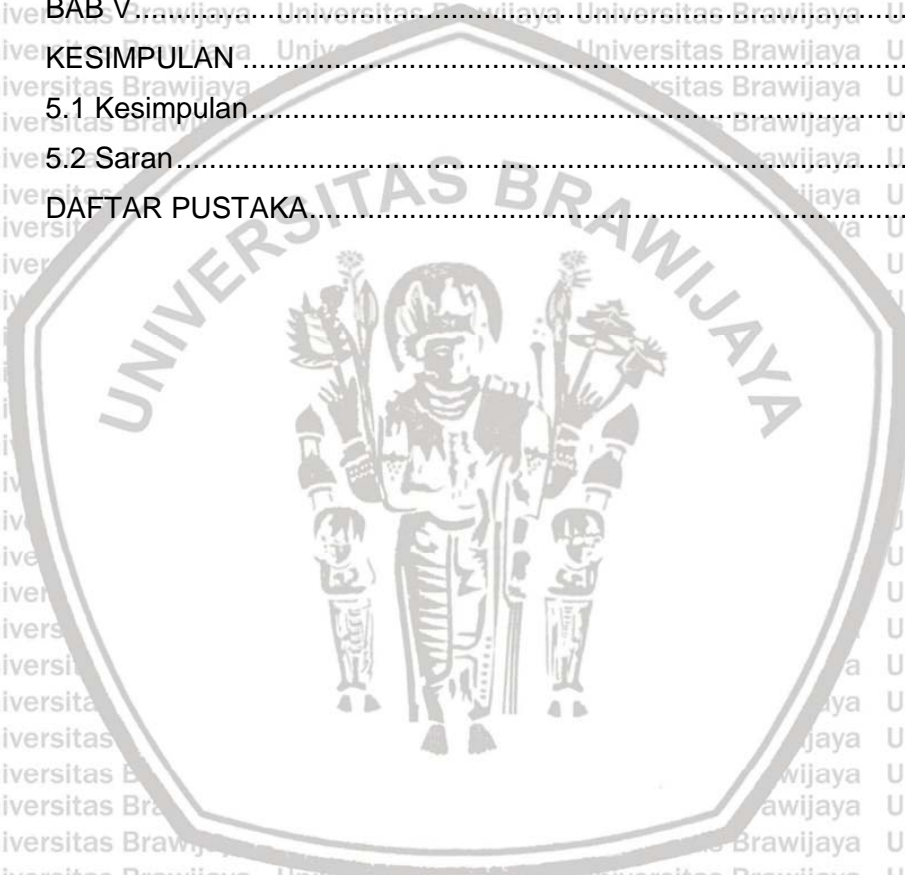 BAB V
KESIMPULAN
5.1 Kesimpulan
5.2 Saran
DAFTAR PUSTAKA
UNIVERSITAS BRAWIJAYA